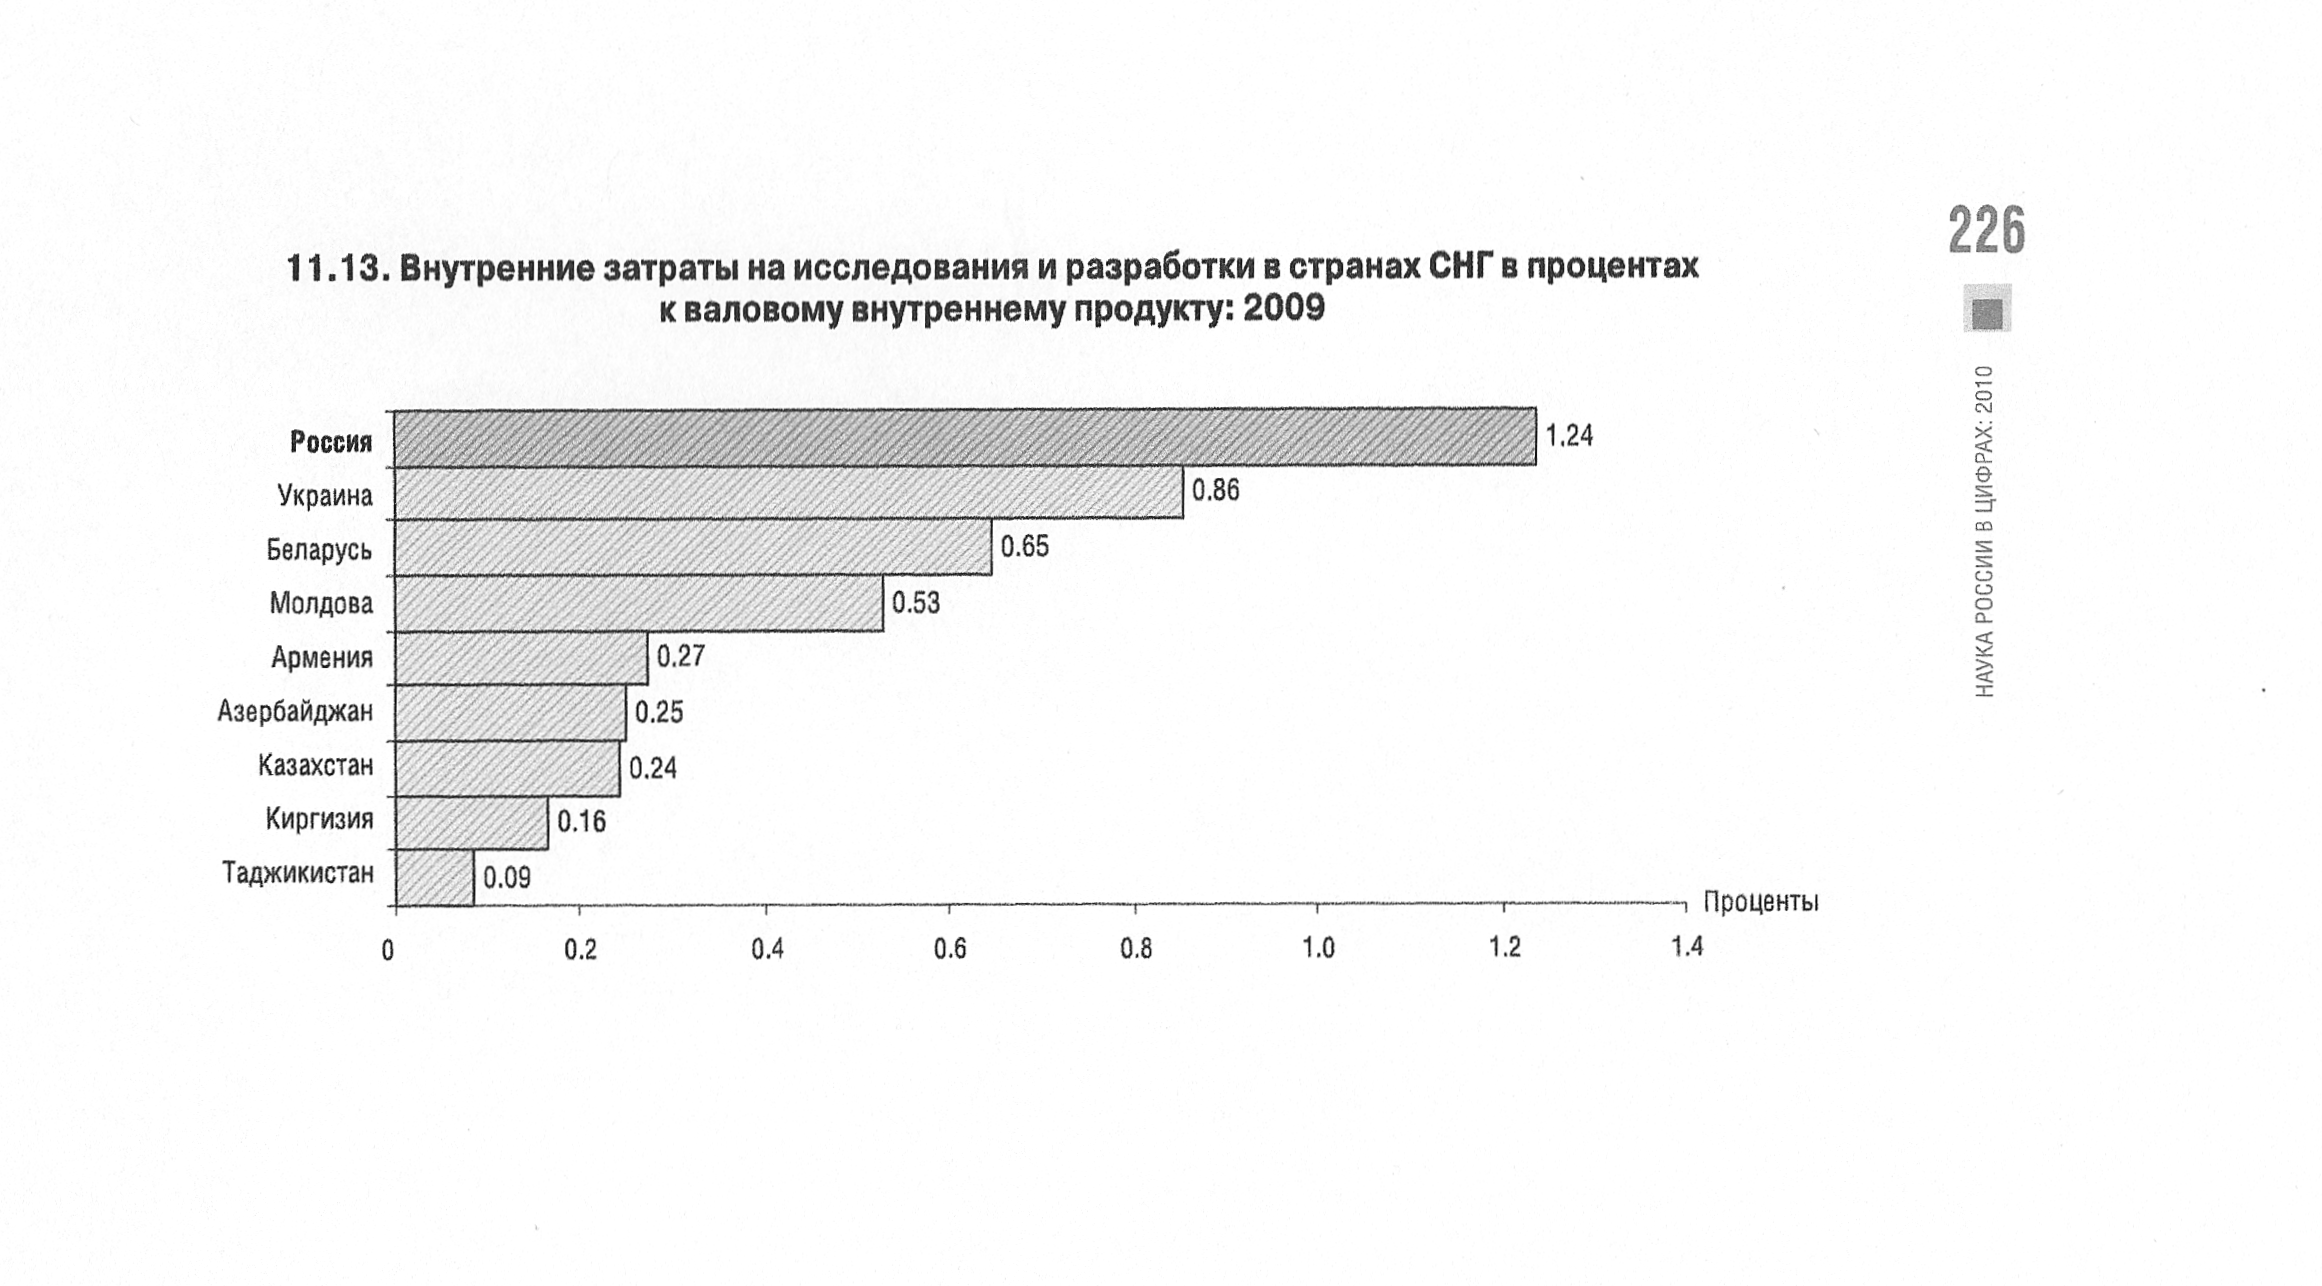 226
НАУКА РОССИИ В ЦИФРАХ: 2010
11.13. Внутренние затраты на исследования и разработки в странах СНГ в процентах
к валовому внутреннему продукту: 2009
Россия 1.24
Украина 0.86
Беларусь 0.65
Молдова 0.53
Армения 0.27
Азербайджан 0.25
Казахстан 0.24
Киргизия 0.16
Таджикистан 0.09
Проценты
0 0.2 0.4 0.6 0.8 1.0 1.2 1.4